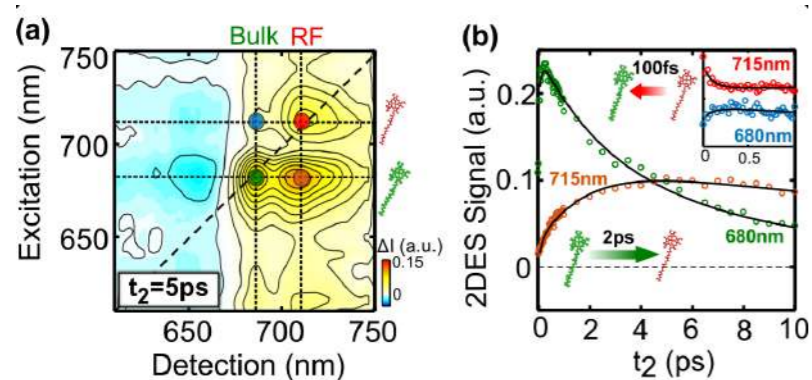 (a)
Bulk RF
750
700
650
Excitation (nm)
t₂=5ps
ΔI (a.u.)
0.15
0
650 700 750
Detection (nm)
(b)
0.2
0.1
0
2DES Signal (a.u.)
100fs
715nm
680nm
0 0.5
715nm
680nm
2ps
0 2 4 6 8 10
t₂ (ps)